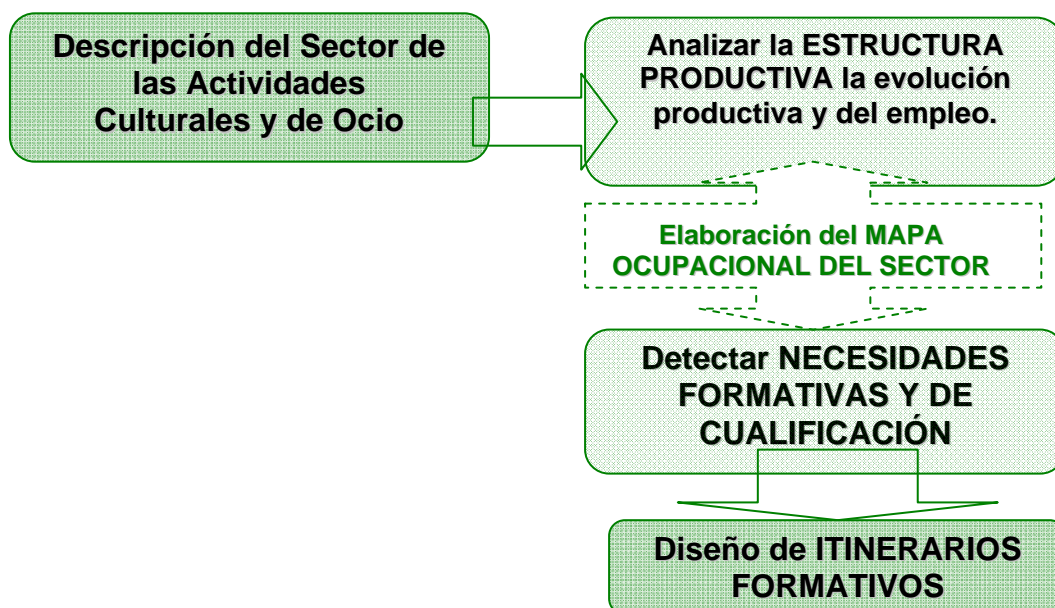 Descripción del Sector de
las Actividades
Culturales y de Ocio
Analizar la ESTRUCTURA
PRODUCTIVA la evolución
productiva y del empleo.
Elaboración del MAPA
OCUPACIONAL DEL SECTOR
Detectar NECESIDADES
FORMATIVAS Y DE
CUALIFICACIÓN
Diseño de ITINERARIOS
FORMATIVOS